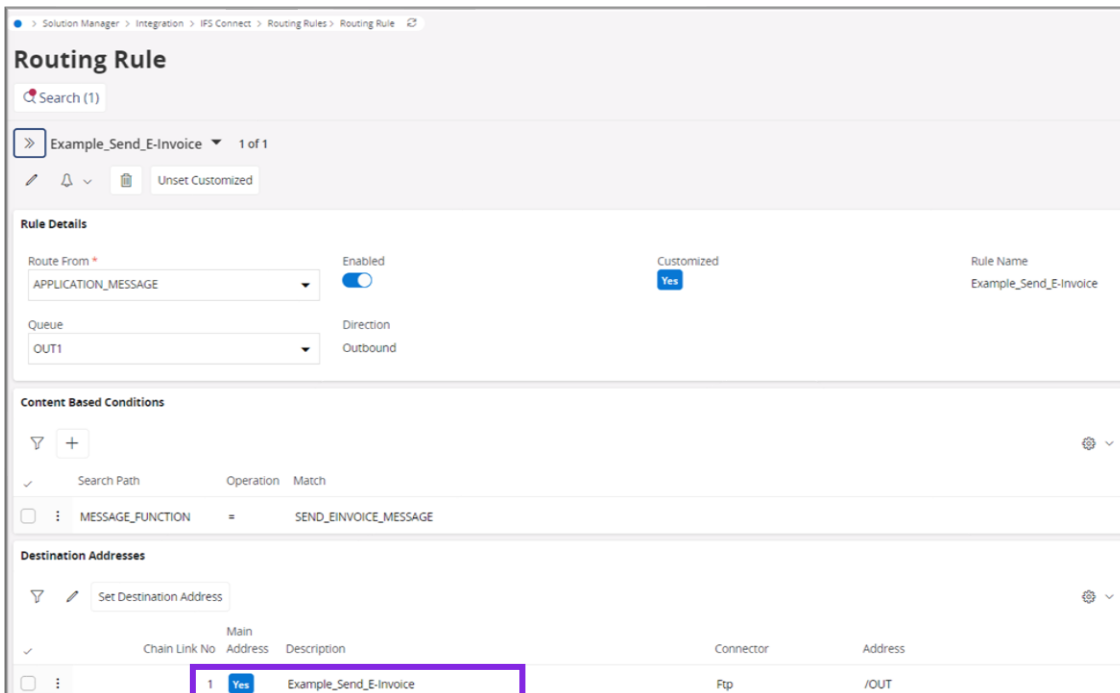 > Solution Manager > Integration > IFS Connect > Routing Rules > Routing Rule
Routing Rule
Search (1)
Example_Send_E-Invoice 1 of 1
Unset Customized
Rule Details
Route From * Enabled Customized Rule Name
APPLICATION_MESSAGE Yes Example_Send_E-Invoice
Queue Direction
OUT1 Outbound
Content Based Conditions
Search Path Operation Match
MESSAGE_FUNCTION = SEND_EINVOICE_MESSAGE
Destination Addresses
Set Destination Address
Chain Link No Main Address Description Connector Address
1 Yes Example_Send_E-Invoice Ftp /OUT